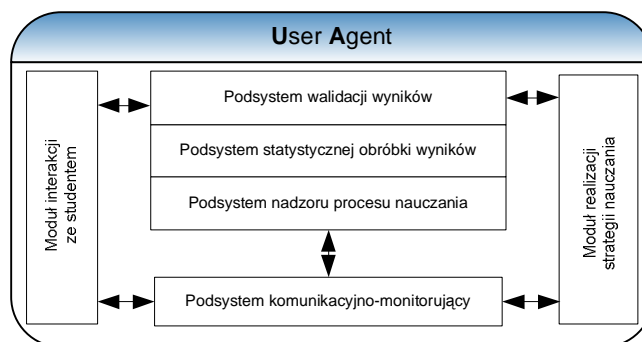 User Agent
Moduł interakcji
ze studentem
Podsystem walidacji wyników
Podsystem statystycznej obróbki wyników
Podsystem nadzoru procesu nauczania
Podsystem komunikacyjno-monitorujący
Moduł realizacji
strategii nauczania